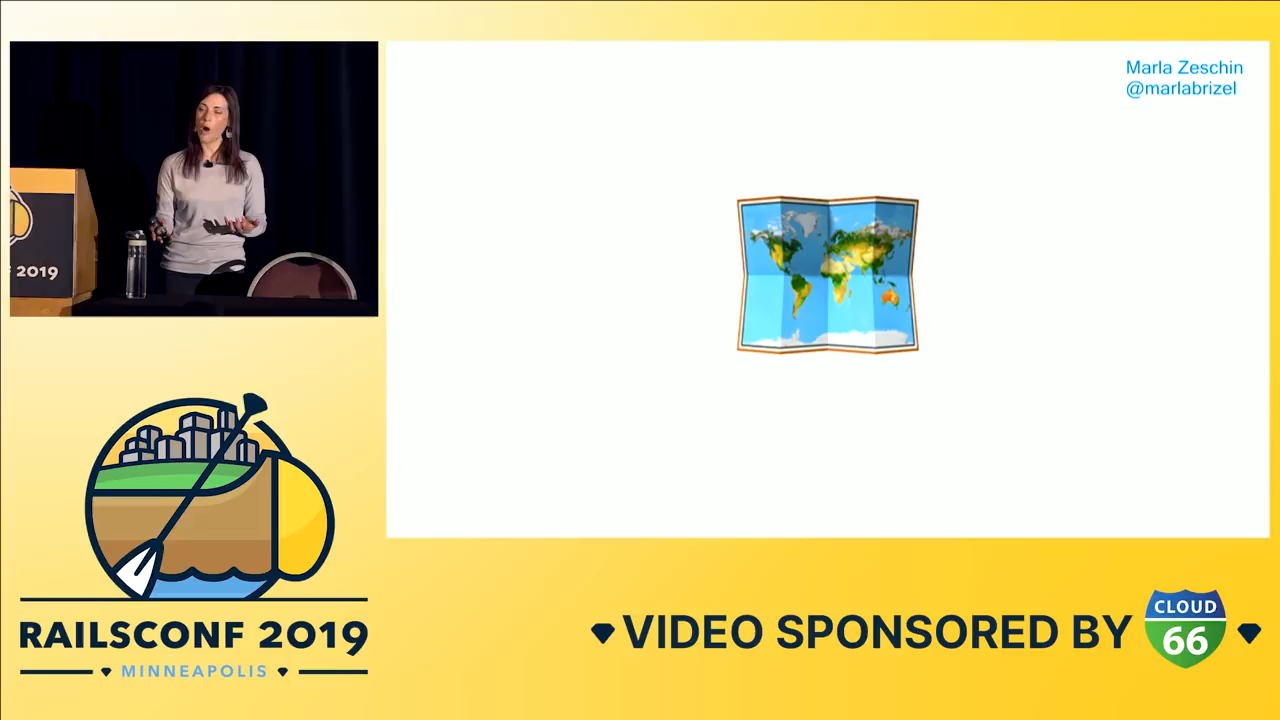 Marla Zeschin
@marlabrizel
F 2019
RAILSCONF 2019
MINNEAPOLIS
VIDEO SPONSORED BY
CLOUD
66